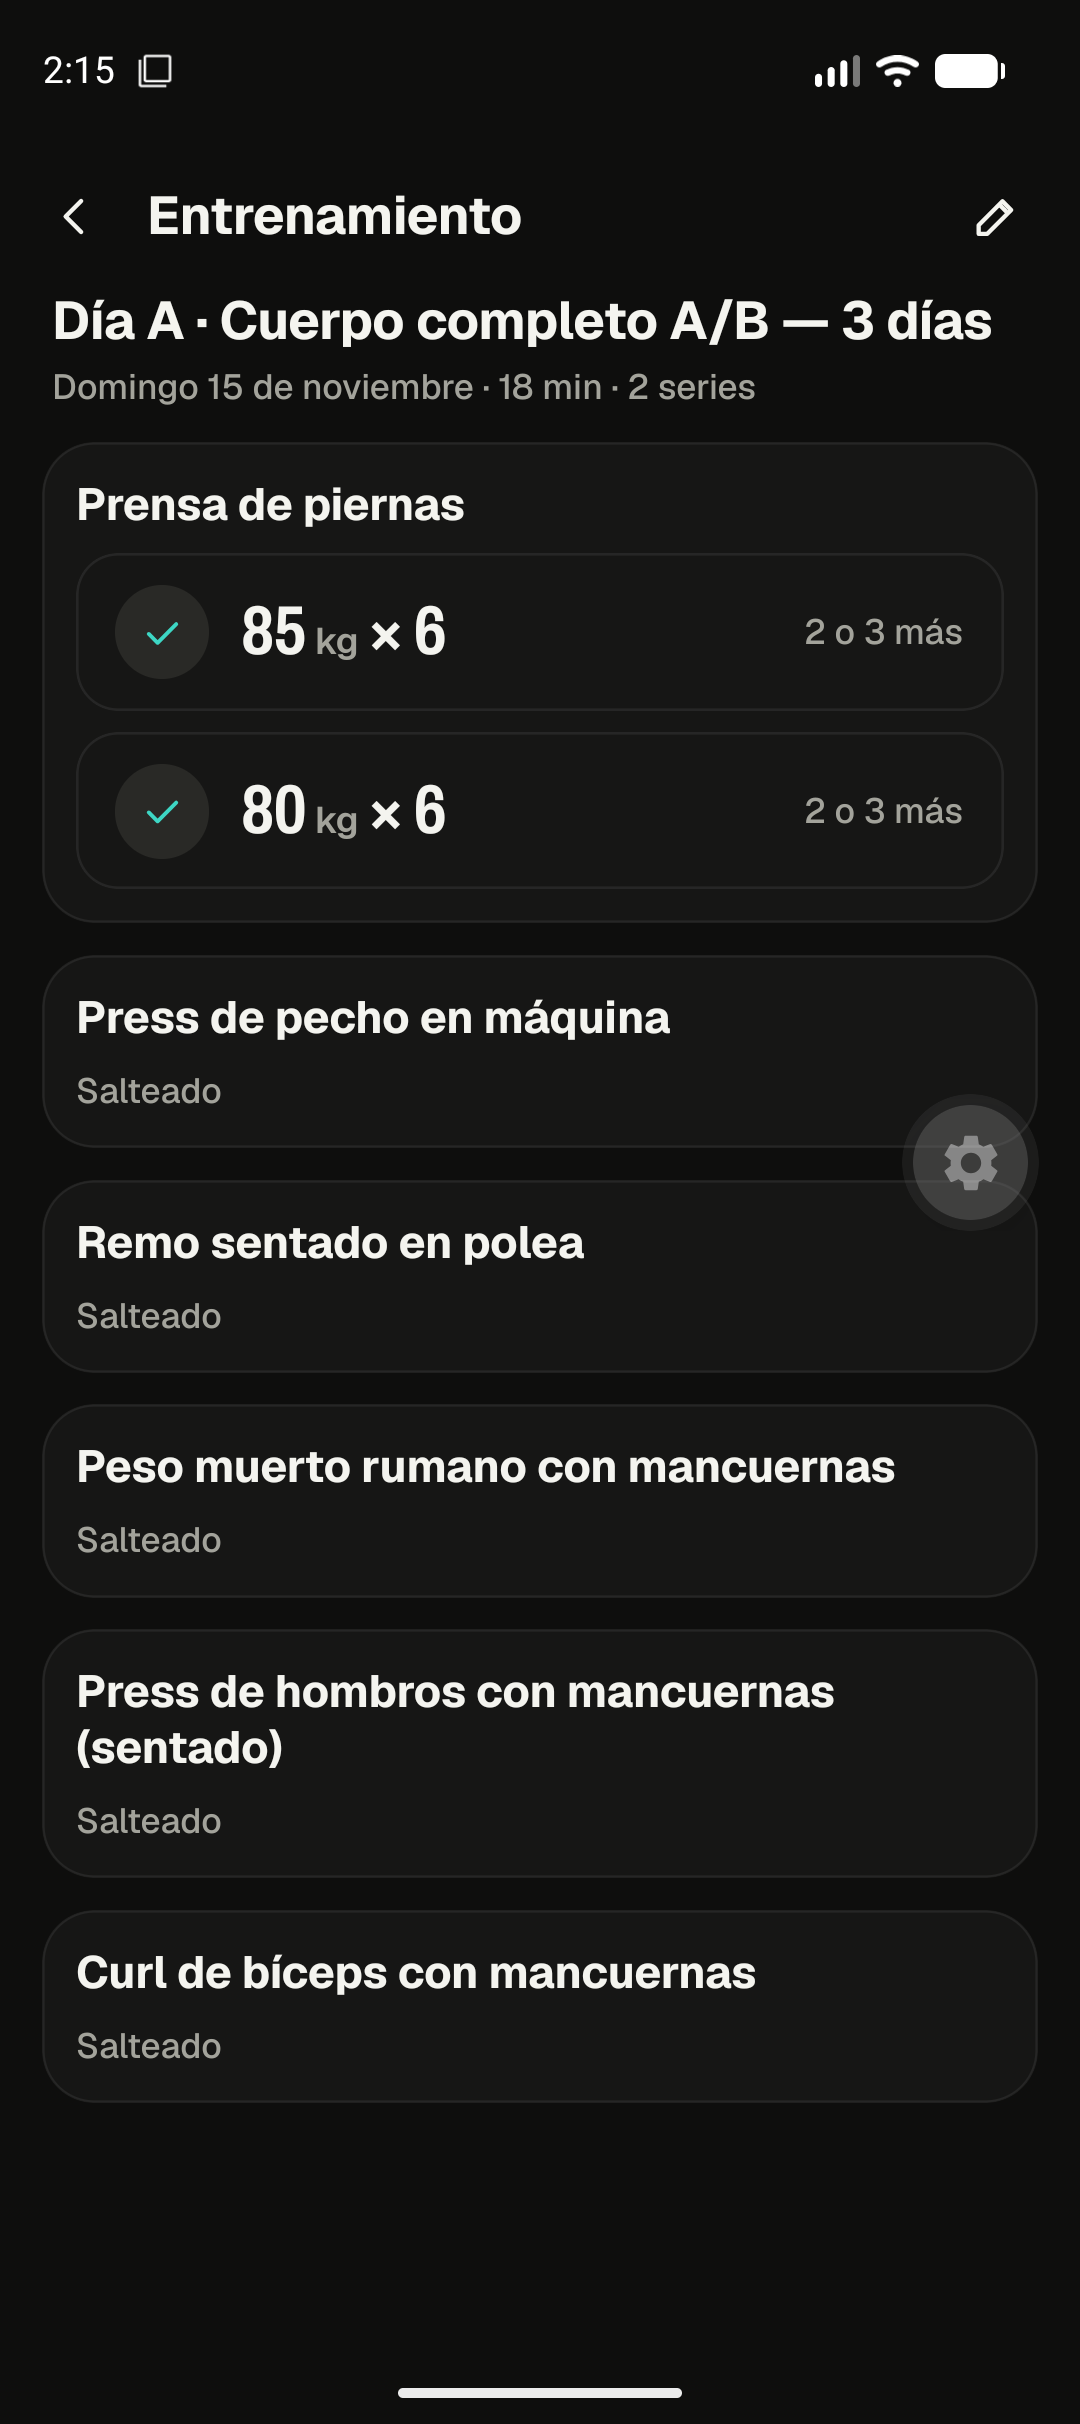 2:15
Entrenamiento
Día A · Cuerpo completo A/B — 3 días
Domingo 15 de noviembre · 18 min · 2 series
Prensa de piernas
85 kg × 6
2 o 3 más
80 kg × 6
2 o 3 más
Press de pecho en máquina
Salteado
Remo sentado en polea
Salteado
Peso muerto rumano con mancuernas
Salteado
Press de hombros con mancuernas
(sentado)
Salteado
Curl de bíceps con mancuernas
Salteado